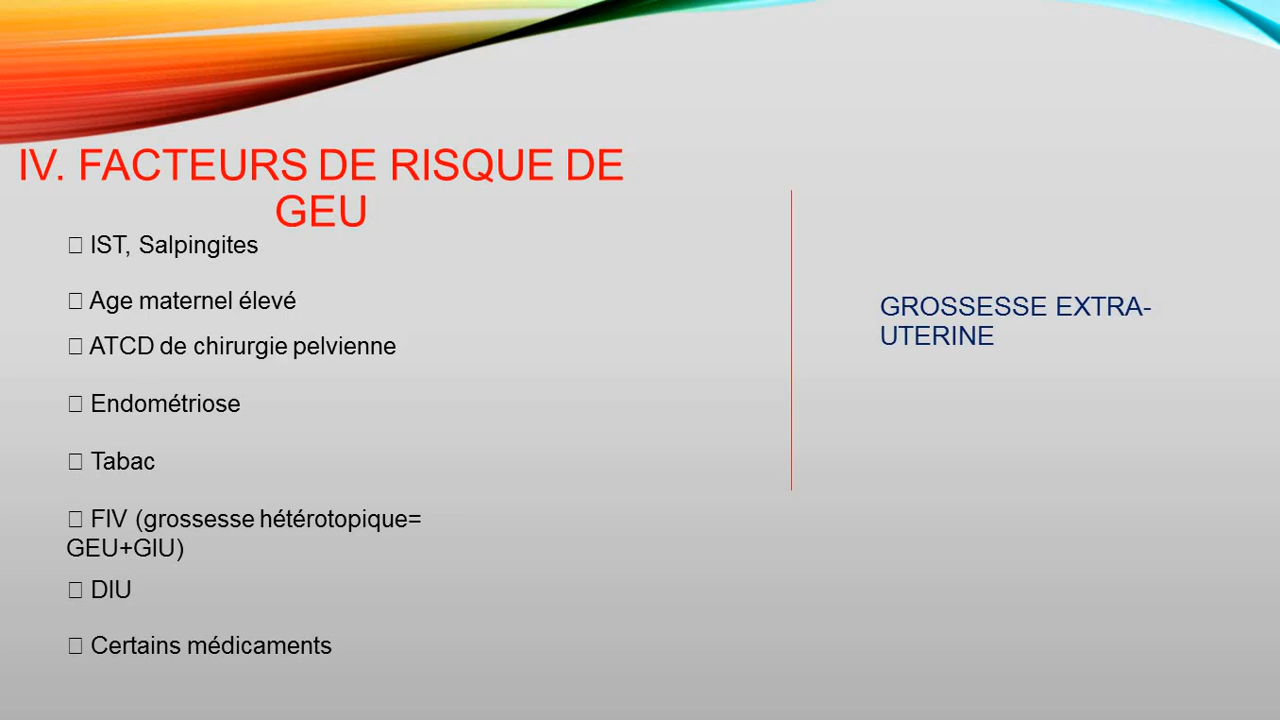 IV. FACTEURS DE RISQUE DE
GEU
□ IST, Salpingites
□ Age maternel élevé
□ ATCD de chirurgie pelvienne
□ Endométriose
□ Tabac
□ FIV (grossesse hétérotopique=
GEU+GIU)
□ DIU
□ Certains médicaments
GROSSESSE EXTRA-
UTERINE